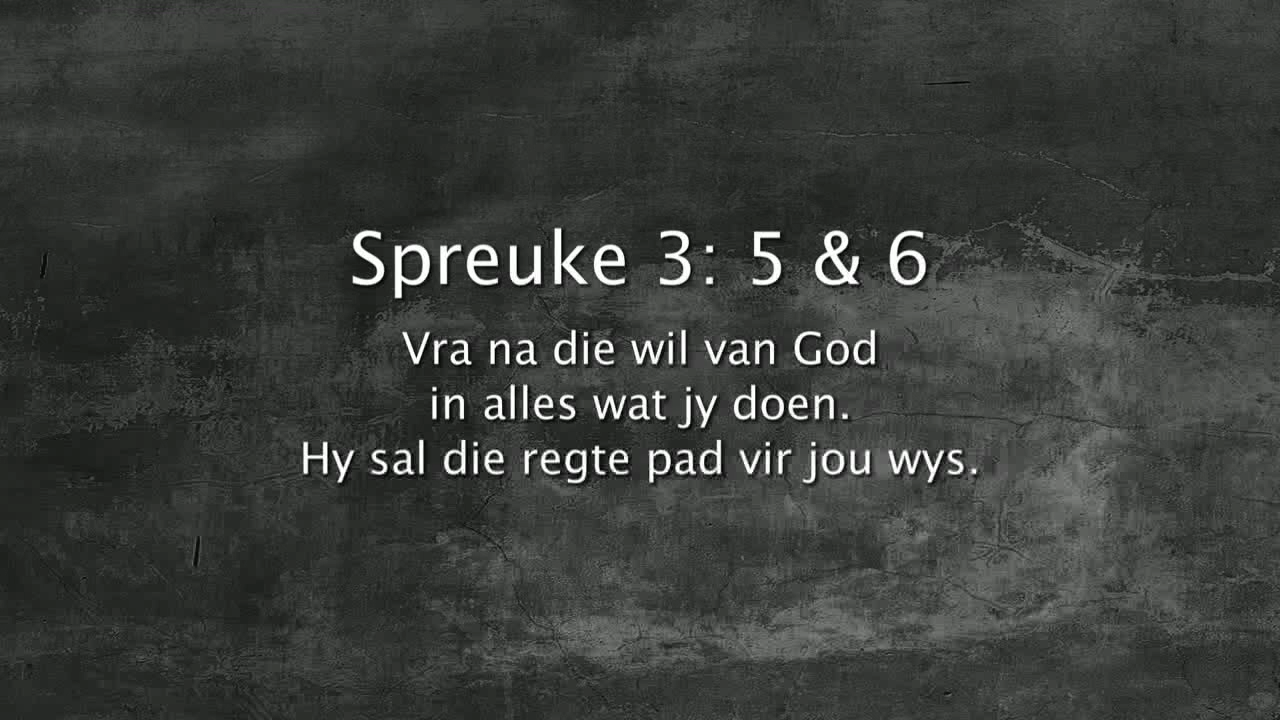 Spreuke 3: 5 & 6
Vra na die wil van God
in alles wat jy doen.
Hy sal die regte pad vir jou wys.